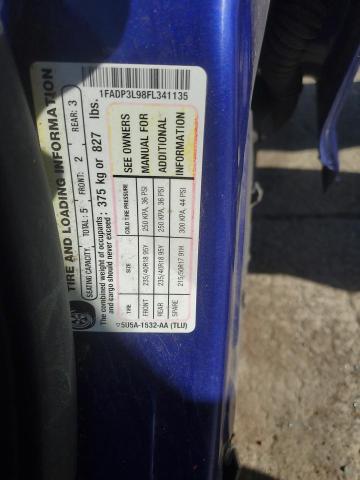 TIRE AND LOADING INFORMATION
SEATING CAPACITY TOTAL: 5 FRONT: 2 REAR: 3
The combined weight of occupants and cargo should never exceed : 375 kg or 827 lbs.
TIRE SIZE COLD TIRE PRESSURE SEE OWNERS
FRONT 235/40R18 95Y 250 KPA, 36 PSI MANUAL FOR
REAR 235/40R18 95Y 250 KPA, 36 PSI ADDITIONAL
SPARE 215/50R17 91H 300 KPA, 44 PSI INFORMATION
5U5A-1532-AA (TLU)
1FADP3L98FL341135